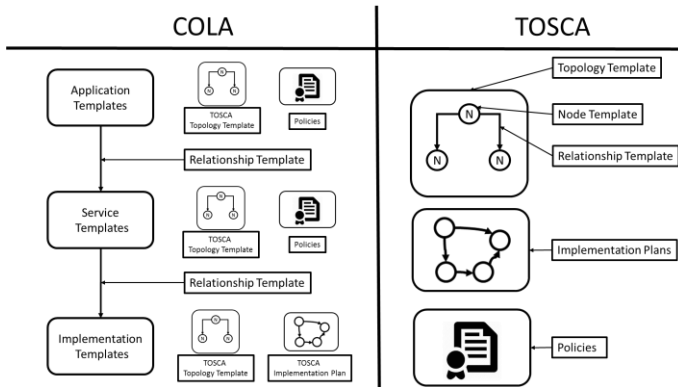 COLA
TOSCA
Application
Templates
N
N
N
TOSCA
Topology Template
Policies
Relationship Template
Service
Templates
N
N
N
TOSCA
Topology Template
Policies
Relationship Template
Implementation
Templates
N
N
N
TOSCA
Topology Template
TOSCA
Implementation Plan
Topology Template
Node Template
Relationship Template
N
N
N
Implementation Plans
Policies